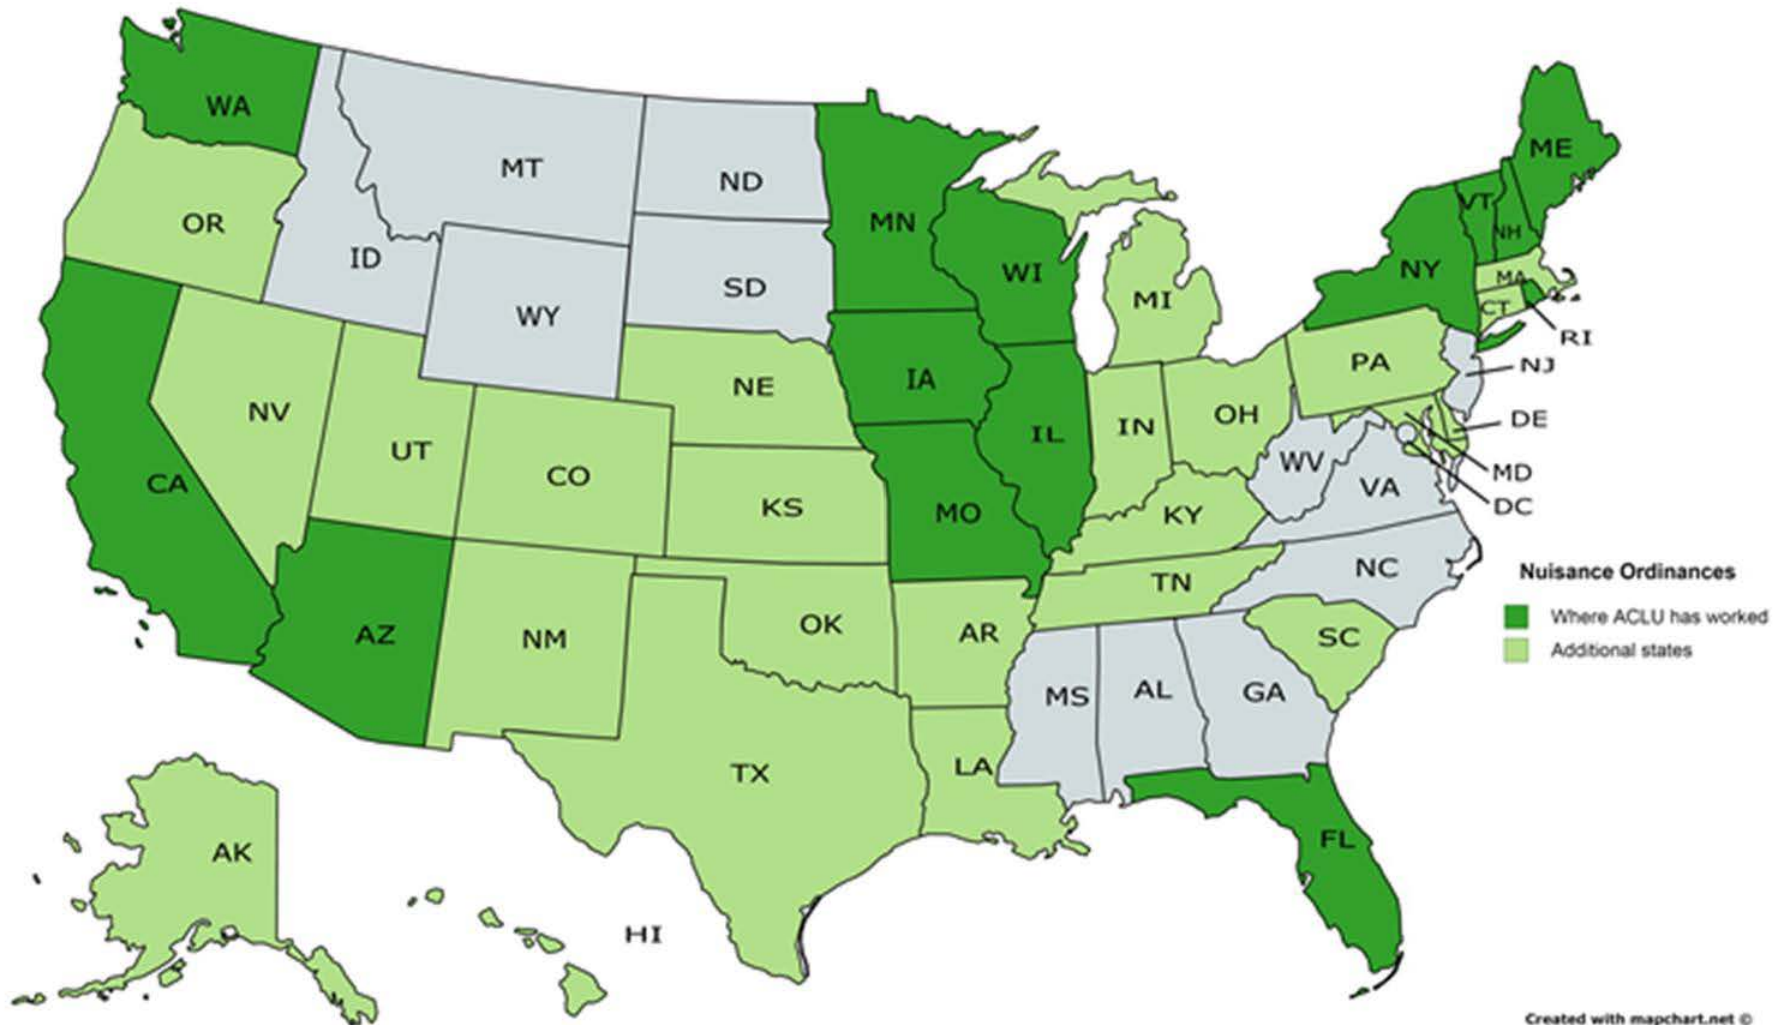 WA
ME
MT
ND
VT
OR
MN
NH
ID
WI
NY
MA
SD
MI
CT
WY
RI
PA
NJ
IA
NE
NV
OH
DE
IN
IL
UT
WV
MD
CO
CA
VA
DC
KS
MO
KY
NC
TN
Nuisance Ordinances
Where ACLU has worked
OK
AR
AZ
NM
SC
Additional states
MS
AL
GA
LA
TX
FL
AK
HI
Created with mapchart.net ©